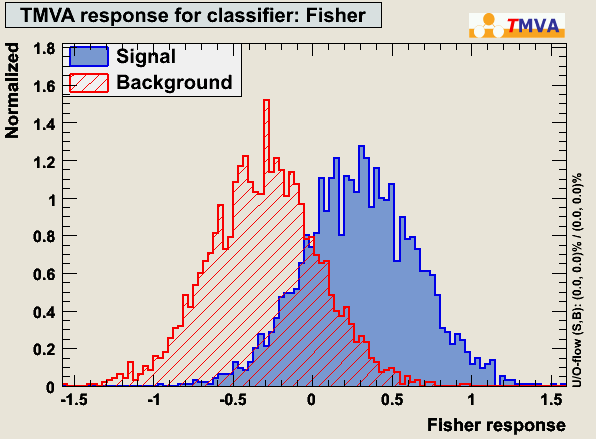 TMVA response for classifier: Fisher
TMVA
Normalized
Signal
Background
1.8
1.6
1.4
1.2
1
0.8
0.6
0.4
0.2
0
-1.5 -1 -0.5 0 0.5 1 1.5
Fisher response
U/O-flow (S,B): (0.0, 0.0)% / (0.0, 0.0)%